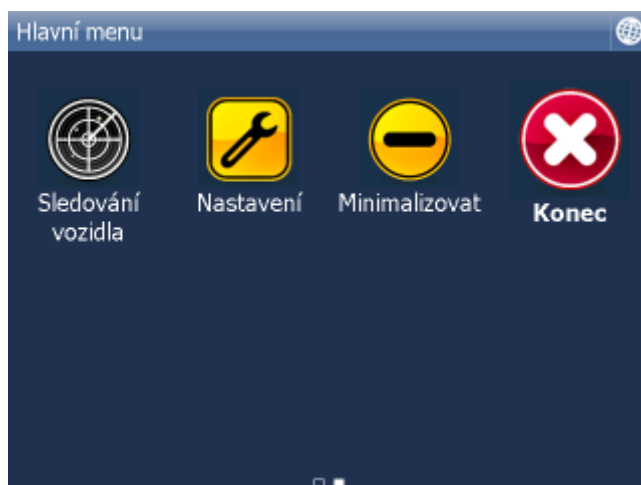 Hlavní menu
Sledování
vozidla
Nastavení
Minimalizovat
Konec